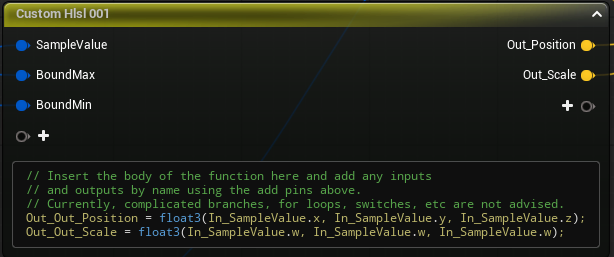 Custom Hlsl 001
SampleValue
Out_Position
BoundMax
Out_Scale
BoundMin
// Insert the body of the function here and add any inputs
// and outputs by name using the add pins above.
// Currently, complicated branches, for loops, switches, etc are not advised.
Out_Out_Position = float3(In_SampleValue.x, In_SampleValue.y, In_SampleValue.z);
Out_Out_Scale = float3(In_SampleValue.w, In_SampleValue.w, In_SampleValue.w);